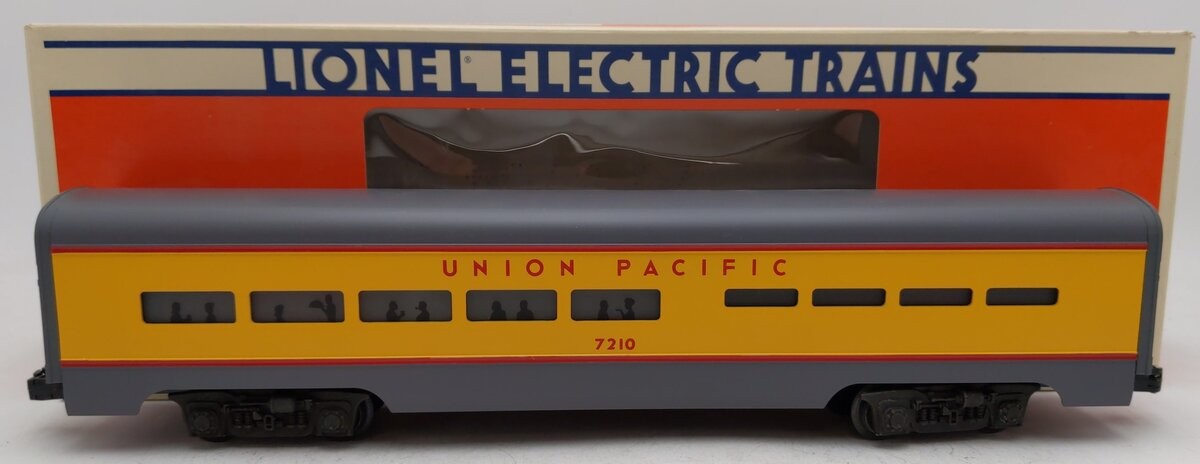 LIONEL® ELECTRIC TRAINS
UNION PACIFIC
7210